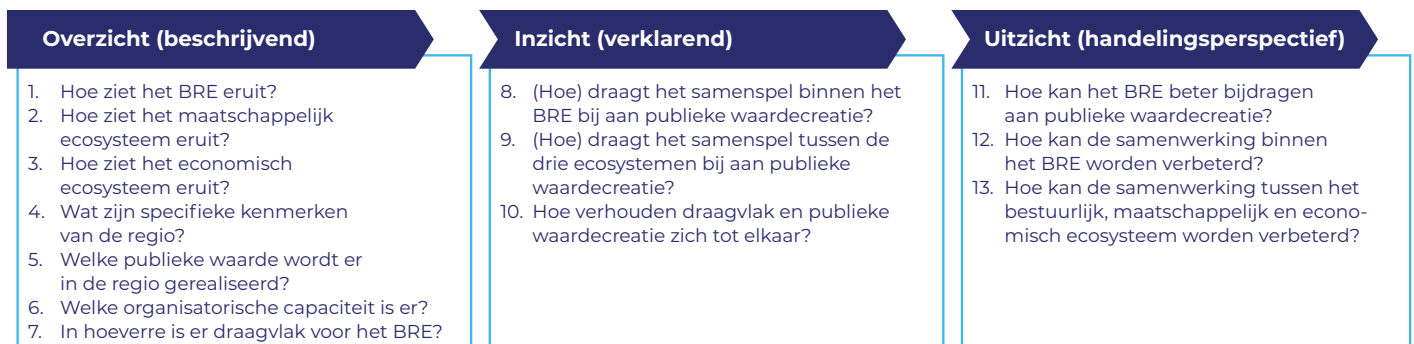 Overzicht (beschrijvend)
1. Hoe ziet het BRE eruit?
2. Hoe ziet het maatschappelijk
ecosysteem eruit?
3. Hoe ziet het economisch
ecosysteem eruit?
4. Wat zijn specifieke kenmerken
van de regio?
5. Welke publieke waarde wordt er
in de regio gerealiseerd?
6. Welke organisatorische capaciteit is er?
7. In hoeverre is er draagvlak voor het BRE?
Inzicht (verklarend)
8. (Hoe) draagt het samenspel binnen het
BRE bij aan publieke waardecreatie?
9. (Hoe) draagt het samenspel tussen de
drie ecosystemen bij aan publieke
waardecreatie?
10. Hoe verhouden draagvlak en publieke
waardecreatie zich tot elkaar?
Uitzicht (handelingsperspectief)
11. Hoe kan het BRE beter bijdragen
aan publieke waardecreatie?
12. Hoe kan de samenwerking binnen
het BRE worden verbeterd?
13. Hoe kan de samenwerking tussen het
bestuurlijk, maatschappelijk en econo-
misch ecosysteem worden verbeterd?